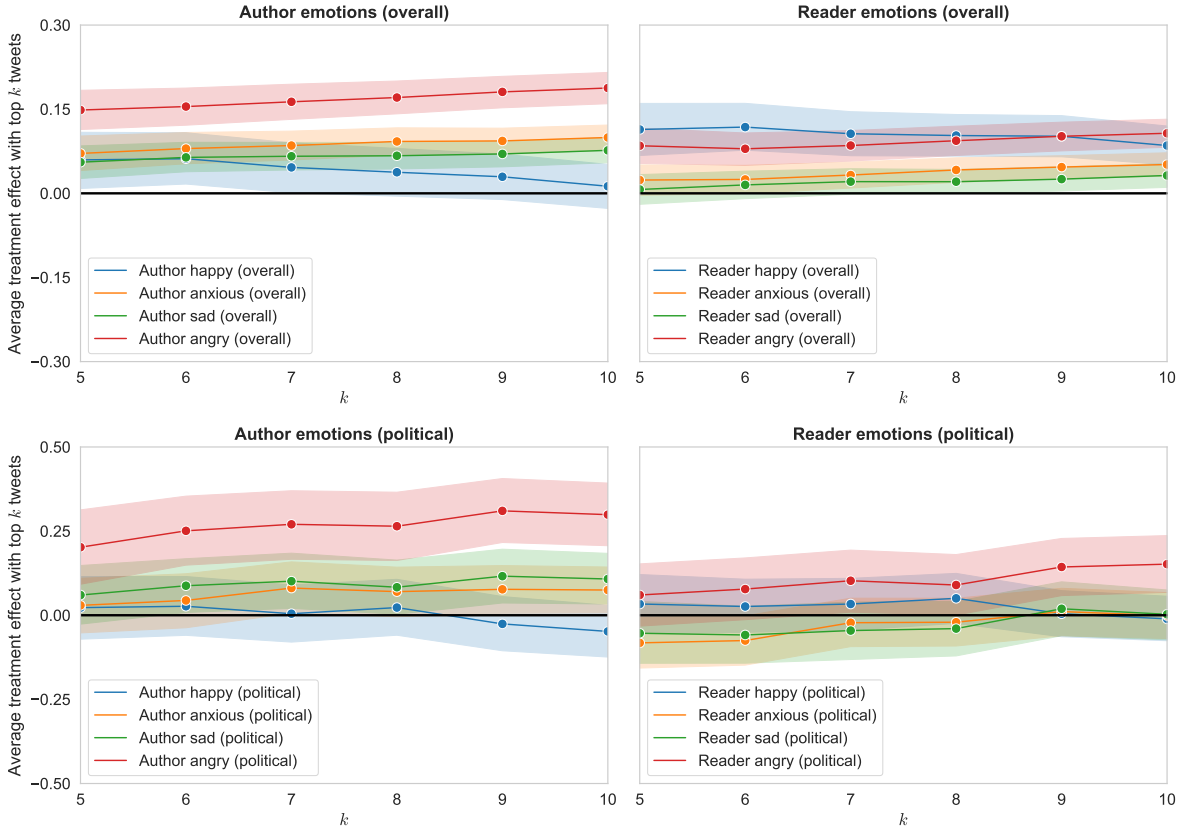 Author emotions (overall)
Average treatment effect with top k tweets
0.30
0.15
0.00
−0.15
−0.30
Author happy (overall)
Author anxious (overall)
Author sad (overall)
Author angry (overall)
5 6 7 8 9 10
k
Reader emotions (overall)
Reader happy (overall)
Reader anxious (overall)
Reader sad (overall)
Reader angry (overall)
5 6 7 8 9 10
k
Author emotions (political)
Average treatment effect with top k tweets
0.50
0.25
0.00
−0.25
−0.50
Author happy (political)
Author anxious (political)
Author sad (political)
Author angry (political)
5 6 7 8 9 10
k
Reader emotions (political)
Reader happy (political)
Reader anxious (political)
Reader sad (political)
Reader angry (political)
5 6 7 8 9 10
k